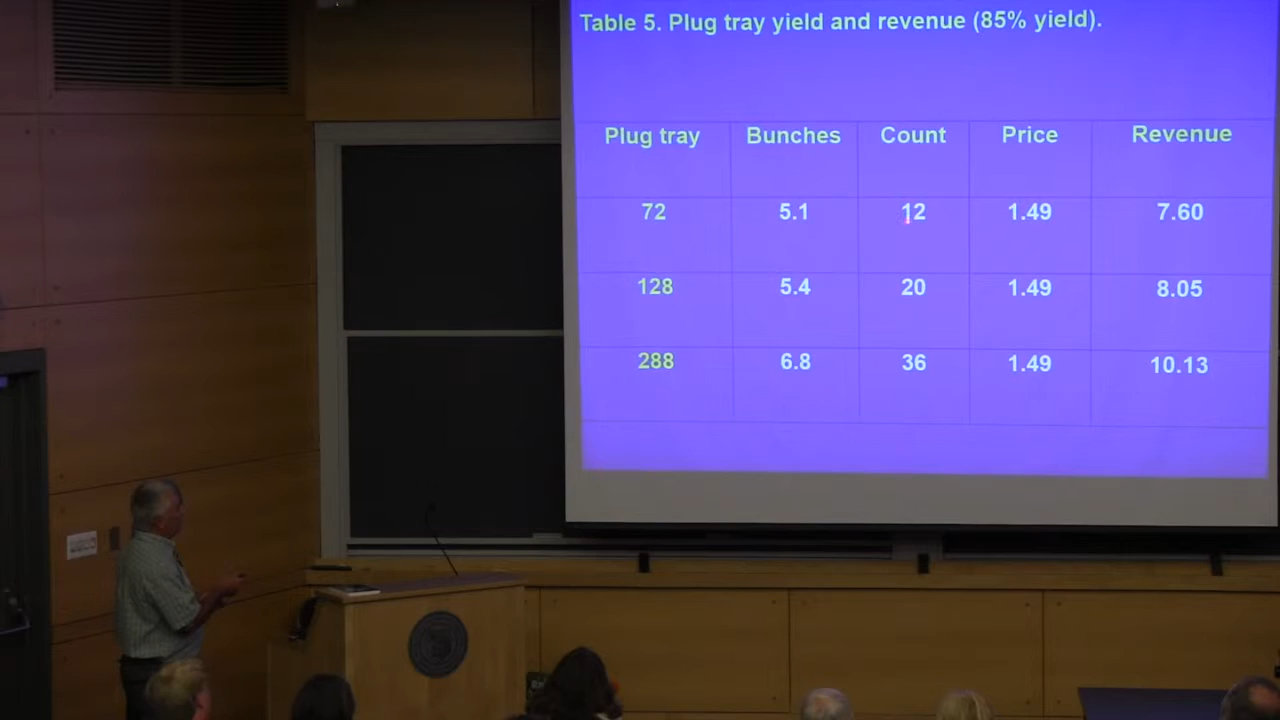 Table 5. Plug tray yield and revenue (85% yield).
Plug tray Bunches Count Price Revenue
72 5.1 12 1.49 7.60
128 5.4 20 1.49 8.05
288 6.8 36 1.49 10.13